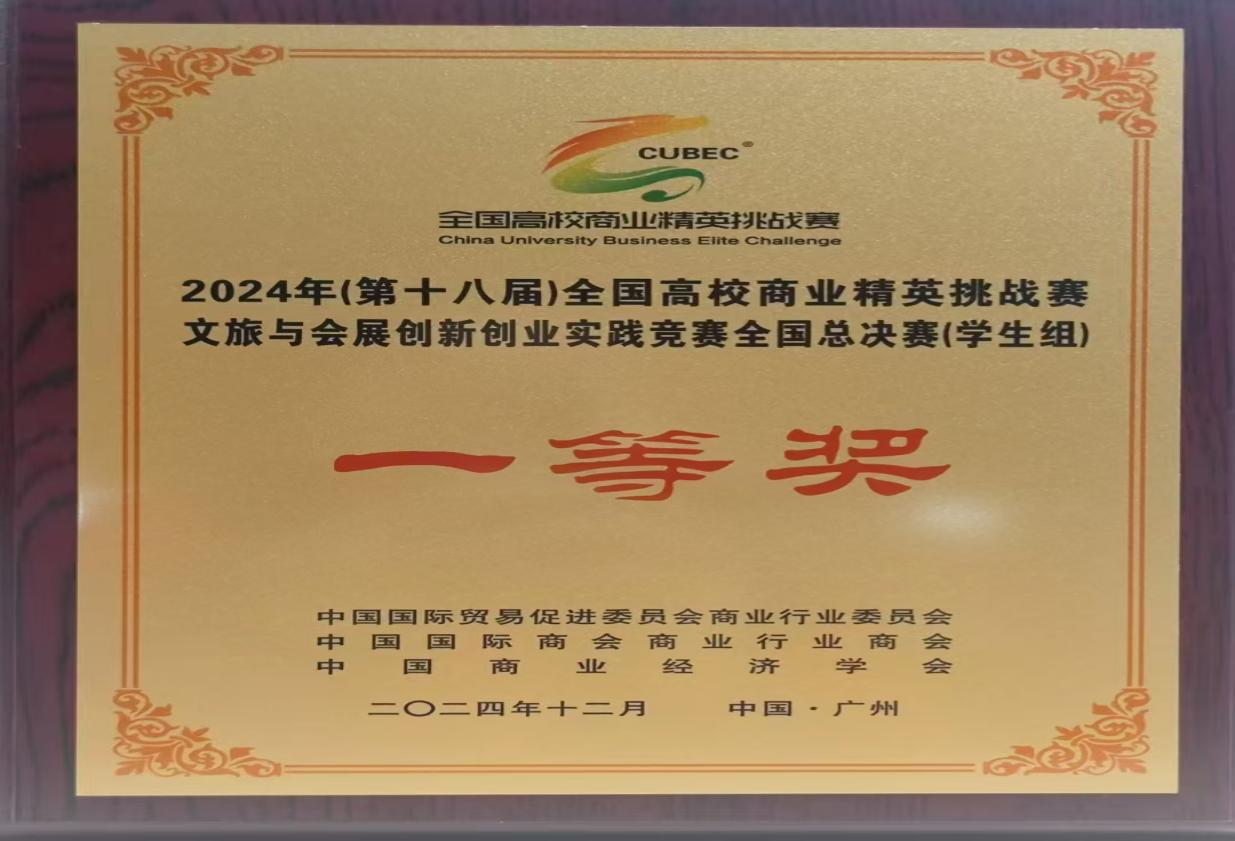 CUBEC®
全国高校商业精英挑战赛
China University Business Elite Challenge
2024年(第十八届)全国高校商业精英挑战赛
文旅与会展创新创业实践竞赛全国总决赛(学生组)
一等奖
中国国际贸易促进委员会商业行业委员会
中国国际商会商业行业商会
中国商业经济学会
二〇二四年十二月 中国·广州